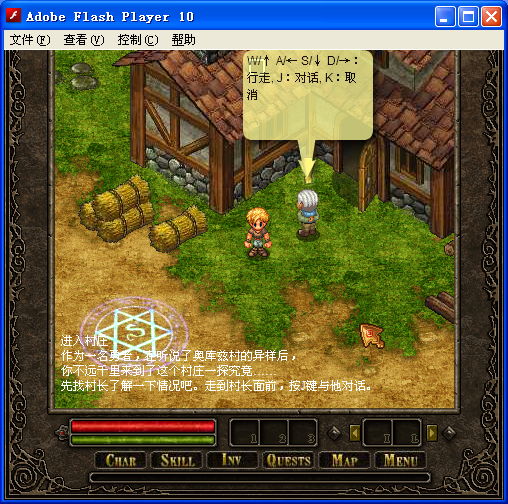 Adobe Flash Player 10
文件(F) 查看(V) 控制(C) 帮助
W/↑ A/← S/↓ D/→：
行走, J：对话, K：取
消
进入村庄
作为一名勇者，在听说了奥库兹村的异样后，
你不远千里来到了这个村庄一探究竟……
先找村长了解一下情况吧。走到村长面前，按J键与他对话。
1 2 3 I L
CHAR SKILL INV QUESTS MAP MENU